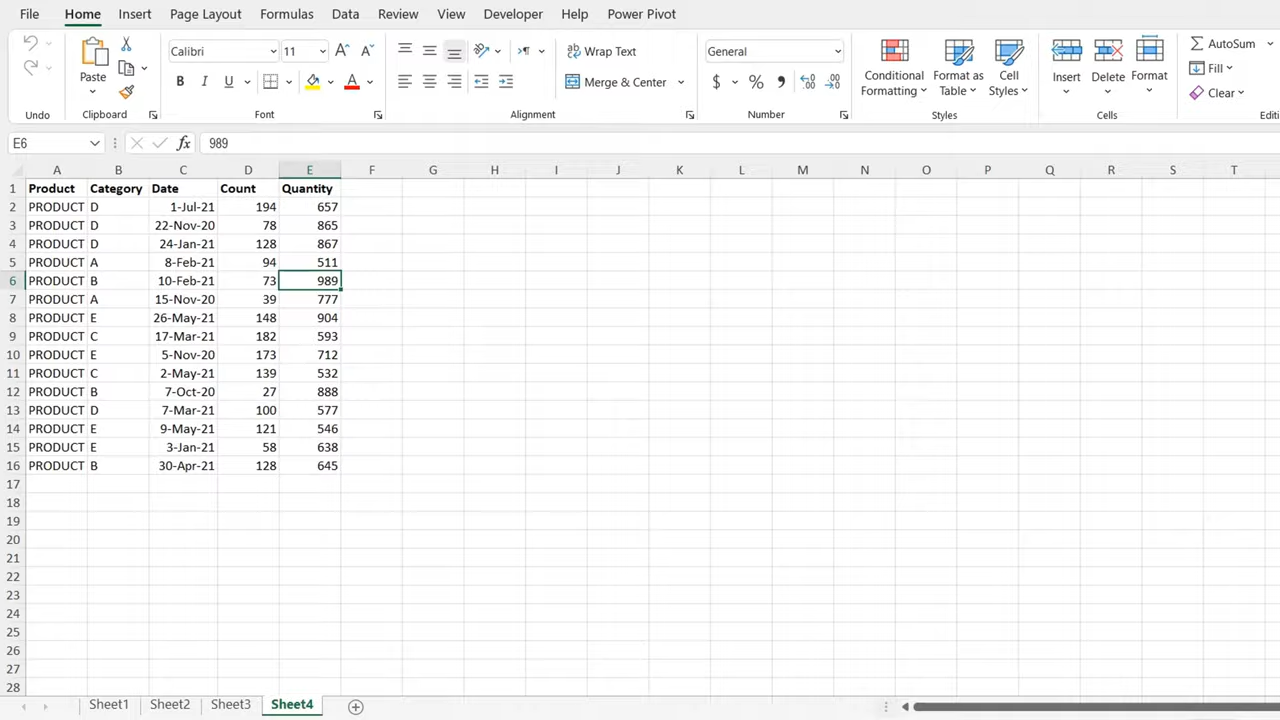 File Home Insert Page Layout Formulas Data Review View Developer Help Power Pivot
Calibri 11 Wrap Text General AutoSum
Paste B I U A Merge & Center $ % Conditional Formatting Format as Table Cell Styles Insert Delete Format Fill
Clear
Undo Clipboard Font Alignment Number Styles Cells Editi
E6 fx 989
A B C D E F G H I J K L M N O P Q R S T
1 Product Category Date Count Quantity
2 PRODUCT D 1-Jul-21 194 657
3 PRODUCT D 22-Nov-20 78 865
4 PRODUCT D 24-Jan-21 128 867
5 PRODUCT A 8-Feb-21 94 511
6 PRODUCT B 10-Feb-21 73 989
7 PRODUCT A 15-Nov-20 39 777
8 PRODUCT E 26-May-21 148 904
9 PRODUCT C 17-Mar-21 182 593
10 PRODUCT E 5-Nov-20 173 712
11 PRODUCT C 2-May-21 139 532
12 PRODUCT B 7-Oct-20 27 888
13 PRODUCT D 7-Mar-21 100 577
14 PRODUCT E 9-May-21 121 546
15 PRODUCT E 3-Jan-21 58 638
16 PRODUCT B 30-Apr-21 128 645
17
18
19
20
21
22
23
24
25
26
27
28
Sheet1 Sheet2 Sheet3 Sheet4